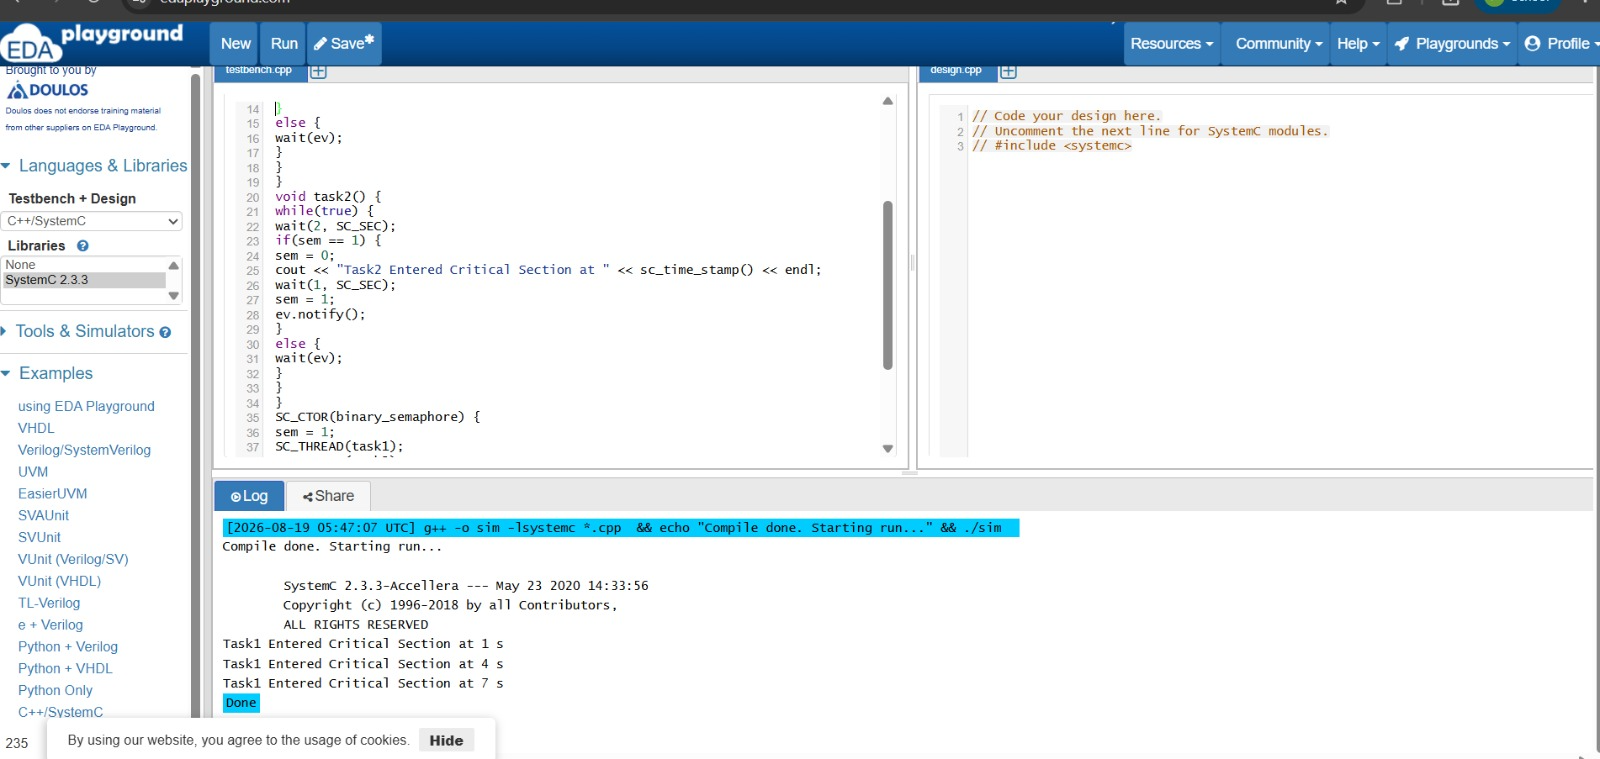 edaplayground.com
EDA playground
New
Run
Save*
Resources
Community
Help
Playgrounds
Profile
Brought to you by
DOULOS
Doulos does not endorse training material
from other suppliers on EDA Playground.
Languages & Libraries
Testbench + Design
C++/SystemC
Libraries
None
SystemC 2.3.3
Tools & Simulators
Examples
using EDA Playground
VHDL
Verilog/SystemVerilog
UVM
EasierUVM
SVAUnit
SVUnit
VUnit (Verilog/SV)
VUnit (VHDL)
TL-Verilog
e + Verilog
Python + Verilog
Python + VHDL
Python Only
C++/SystemC
235
testbench.cpp
14 }
15 else {
16 wait(ev);
17 }
18 }
19 }
20 void task2() {
21 while(true) {
22 wait(2, SC_SEC);
23 if(sem == 1) {
24 sem = 0;
25 cout << "Task2 Entered Critical Section at " << sc_time_stamp() << endl;
26 wait(1, SC_SEC);
27 sem = 1;
28 ev.notify();
29 }
30 else {
31 wait(ev);
32 }
33 }
34 }
35 SC_CTOR(binary_semaphore) {
36 sem = 1;
37 SC_THREAD(task1);
design.cpp
1 // Code your design here.
2 // Uncomment the next line for SystemC modules.
3 // #include <systemc>
Log
Share
[2026-08-19 05:47:07 UTC] g++ -o sim -lsystemc *.cpp && echo "Compile done. Starting run..." && ./sim
Compile done. Starting run...
SystemC 2.3.3-Accellera --- May 23 2020 14:33:56
Copyright (c) 1996-2018 by all Contributors,
ALL RIGHTS RESERVED
Task1 Entered Critical Section at 1 s
Task1 Entered Critical Section at 4 s
Task1 Entered Critical Section at 7 s
Done
By using our website, you agree to the usage of cookies.
Hide